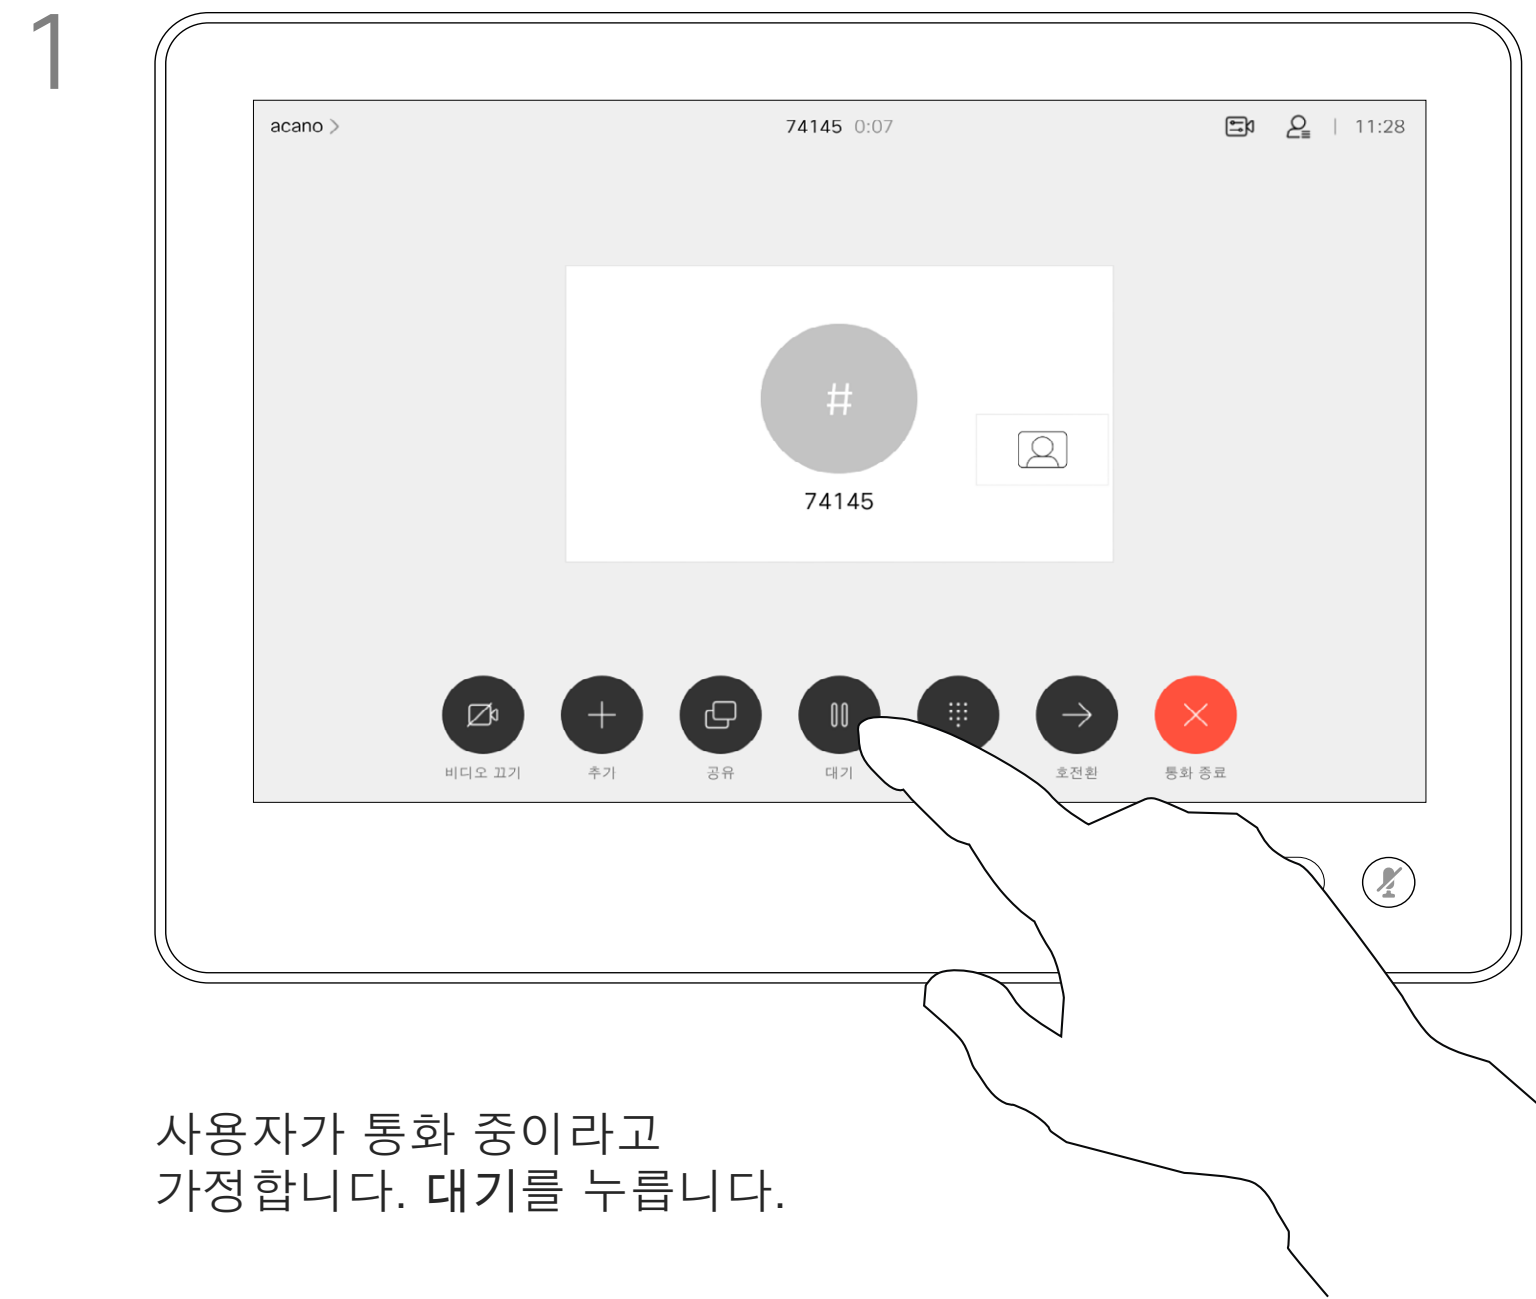 1
acano
74145 0:07
11:28
#
74145
비디오 끄기
추가
공유
대기
호전환
통화 종료
사용자가 통화 중이라고
가정합니다. 대기를 누릅니다.